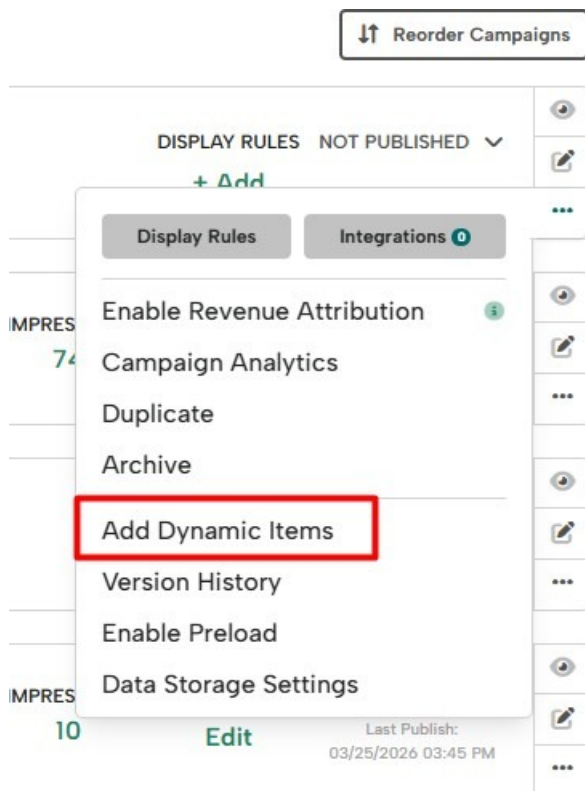 Reorder Campaigns
DISPLAY RULES NOT PUBLISHED
+ Add
Display Rules Integrations 0
Enable Revenue Attribution i
IMPRES
74
Campaign Analytics
Duplicate
Archive
Add Dynamic Items
Version History
Enable Preload
Data Storage Settings
IMPRES
10 Edit Last Publish:
03/25/2026 03:45 PM